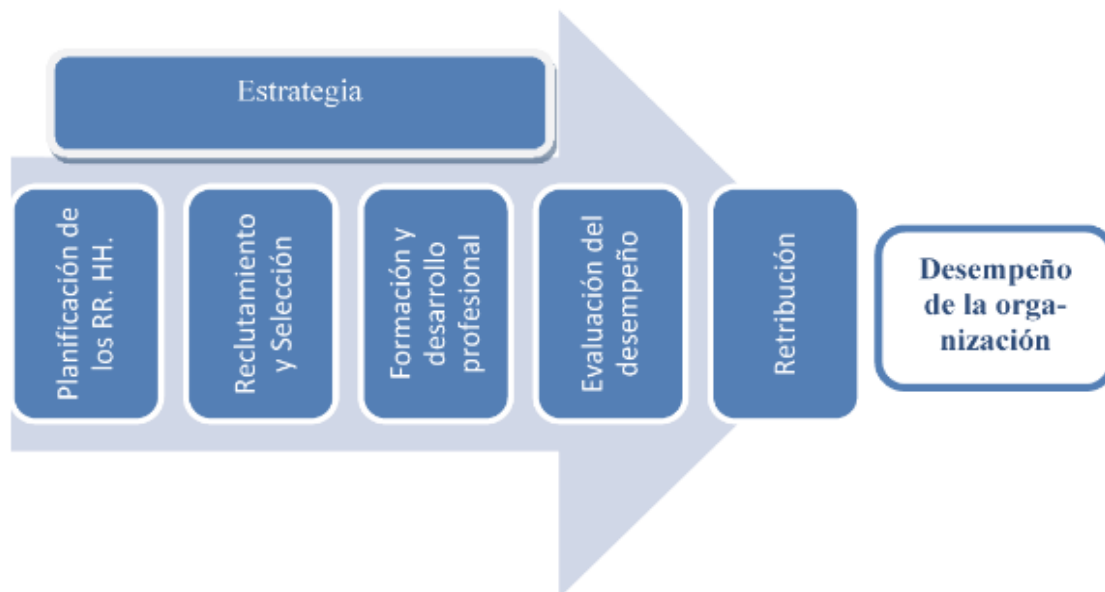 Estrategia
Planificación de
los RR. HH.
Reclutamiento
y Selección
Formación y
desarrollo
profesional
Evaluación del
desempeño
Retribución
Desempeño
de la orga-
nización